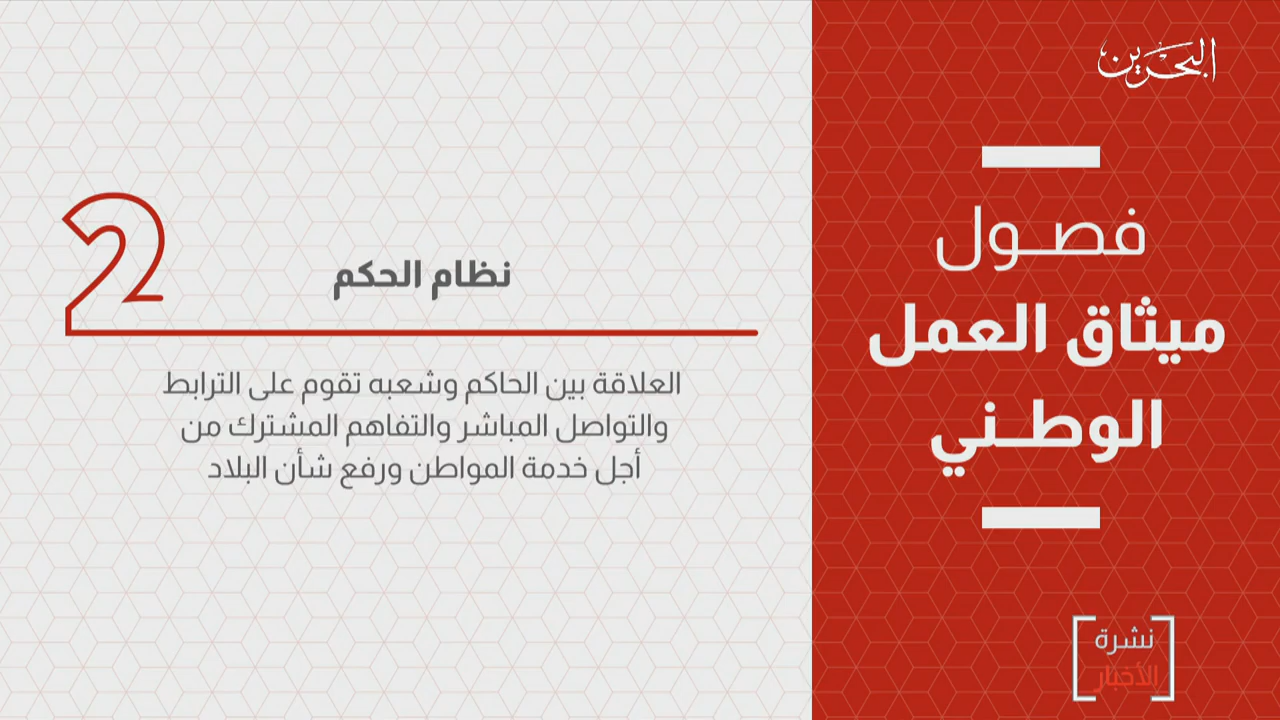 البحرين
فصول
ميثاق العمل
الوطني
2
نظام الحكم
العلاقة بين الحاكم وشعبه تقوم على الترابط
والتواصل المباشر والتفاهم المشترك من
أجل خدمة المواطن ورفع شأن البلاد
نشرة
الأخبار